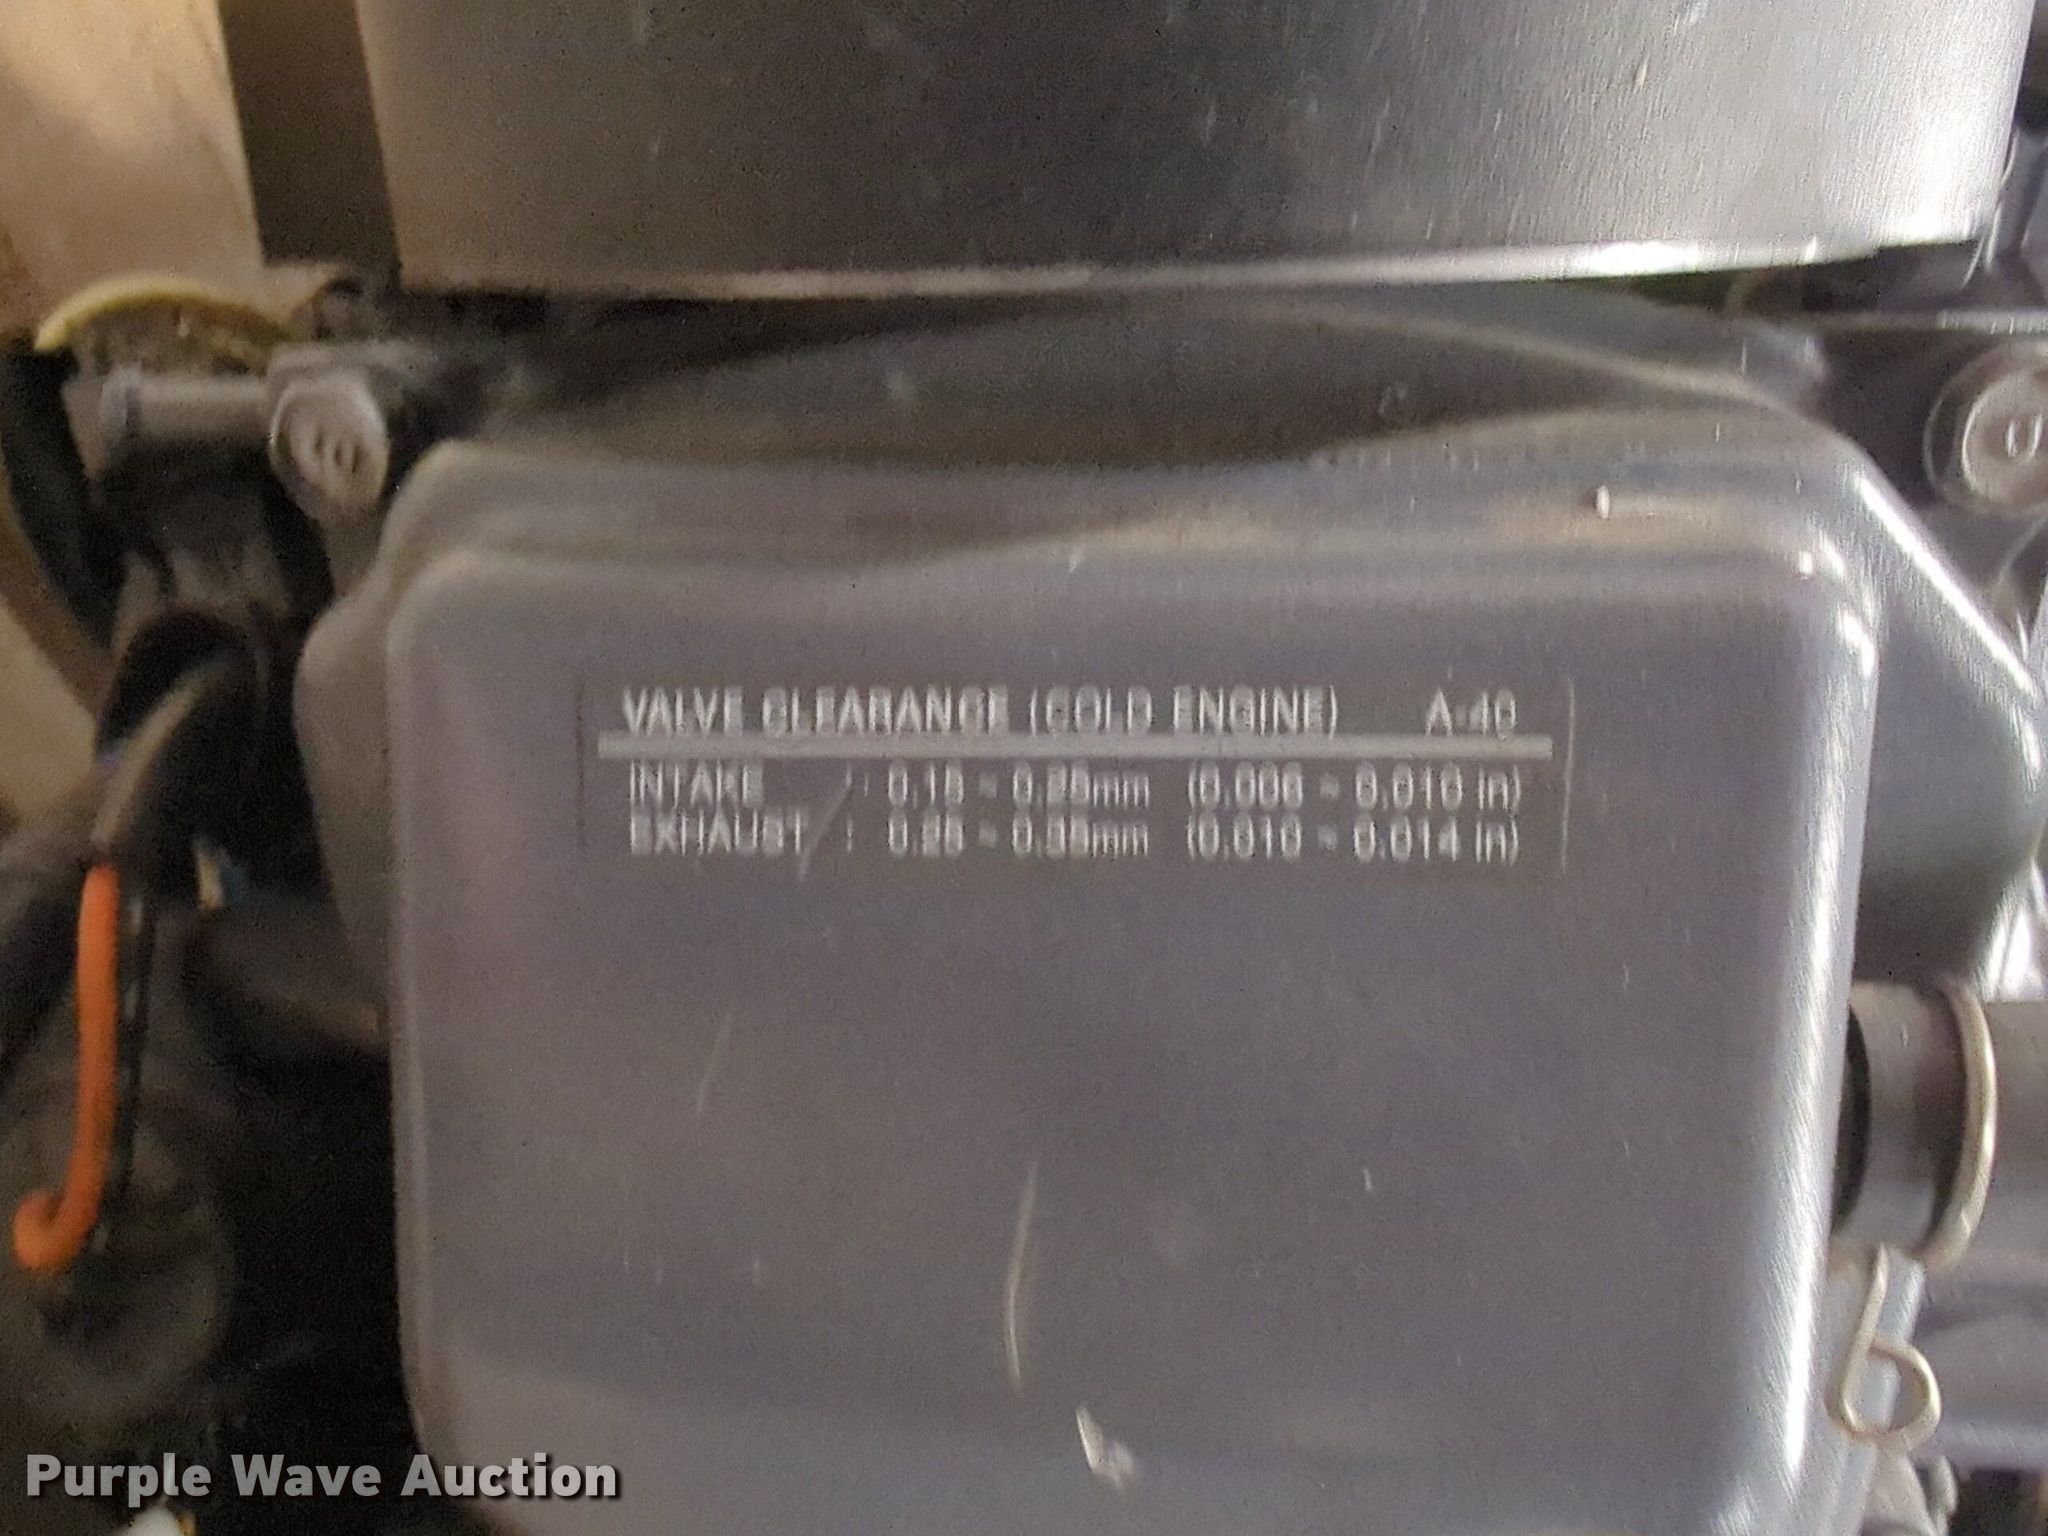 VALVE CLEARANCE (COLD ENGINE) A-40
INTAKE : 0.15 ~ 0.25mm (0.006 ~ 0.010 in)
EXHAUST : 0.25 ~ 0.35mm (0.010 ~ 0.014 in)
Purple Wave Auction